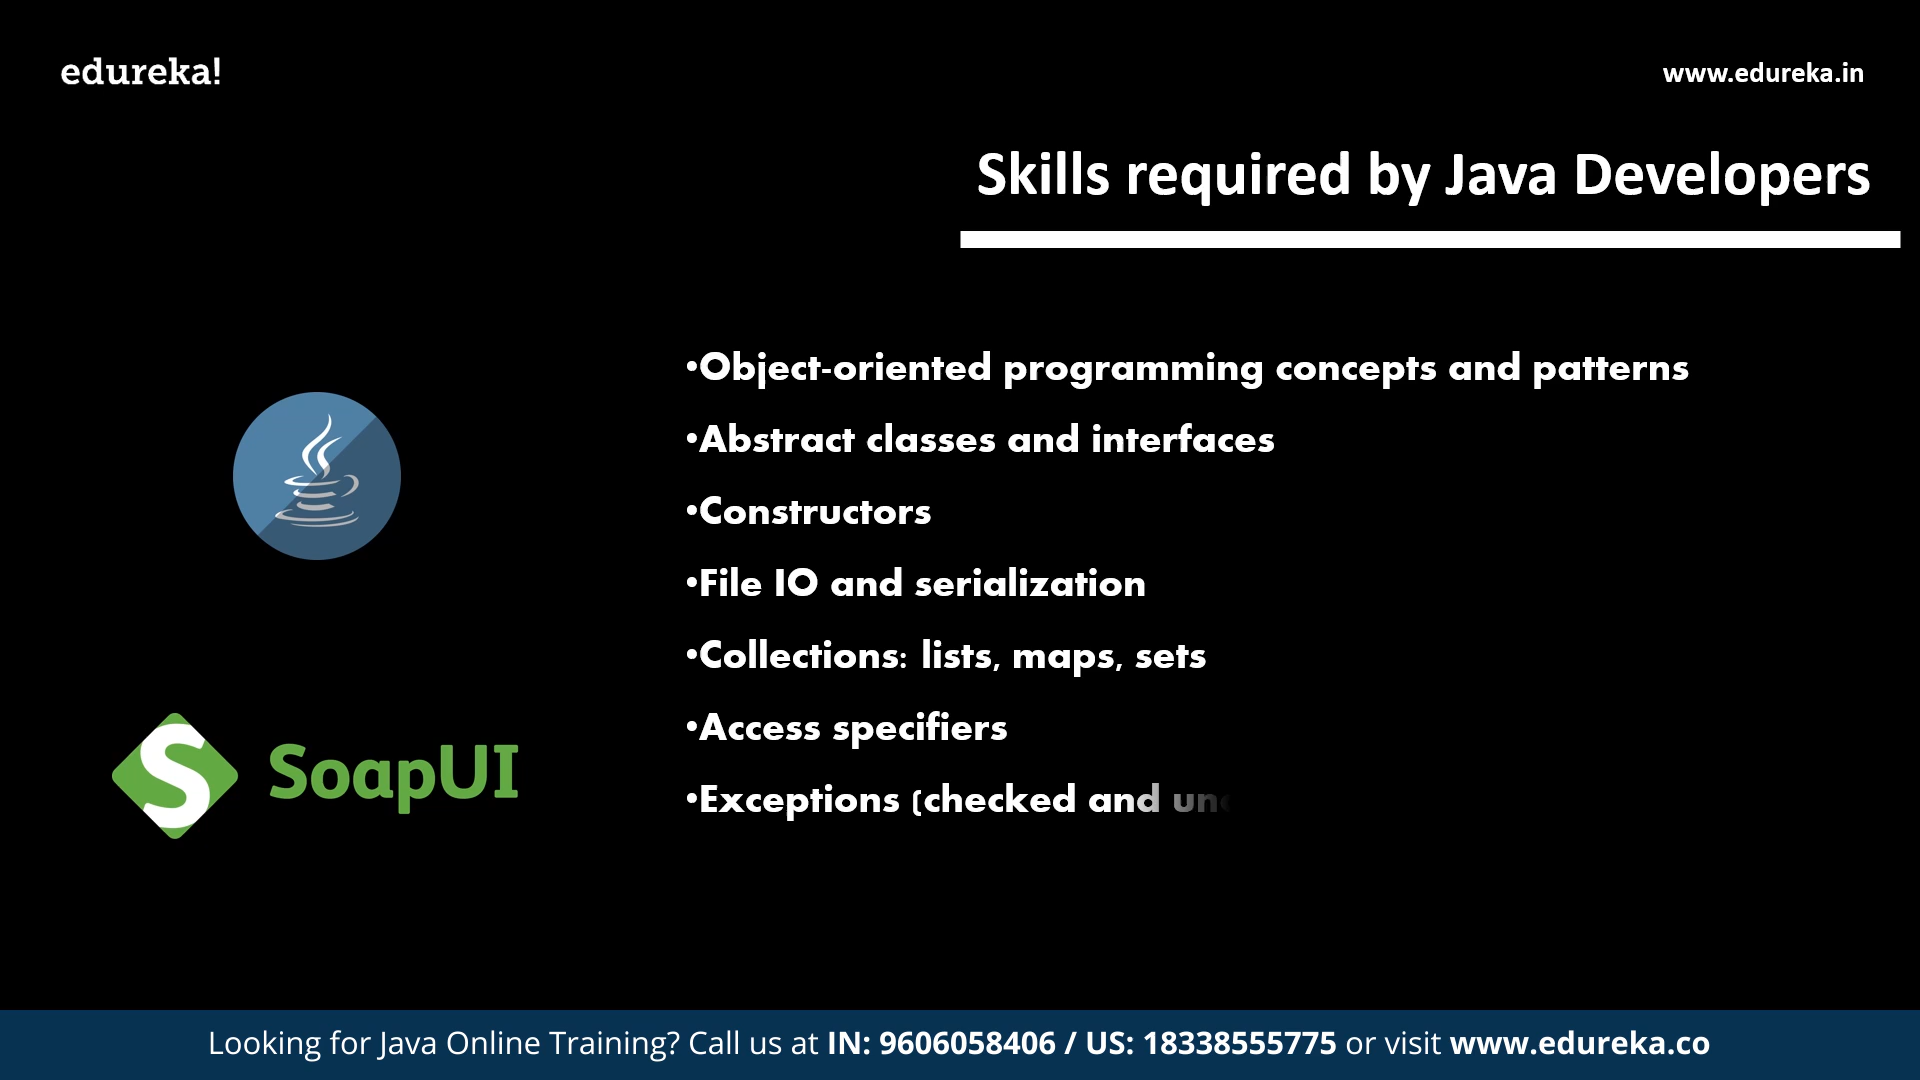 edureka!
www.edureka.in
Skills required by Java Developers
•Object-oriented programming concepts and patterns
•Abstract classes and interfaces
•Constructors
•File IO and serialization
•Collections: lists, maps, sets
•Access specifiers
•Exceptions (checked and
SoapUI
Looking for Java Online Training? Call us at IN: 9606058406 / US: 18338555775 or visit www.edureka.co